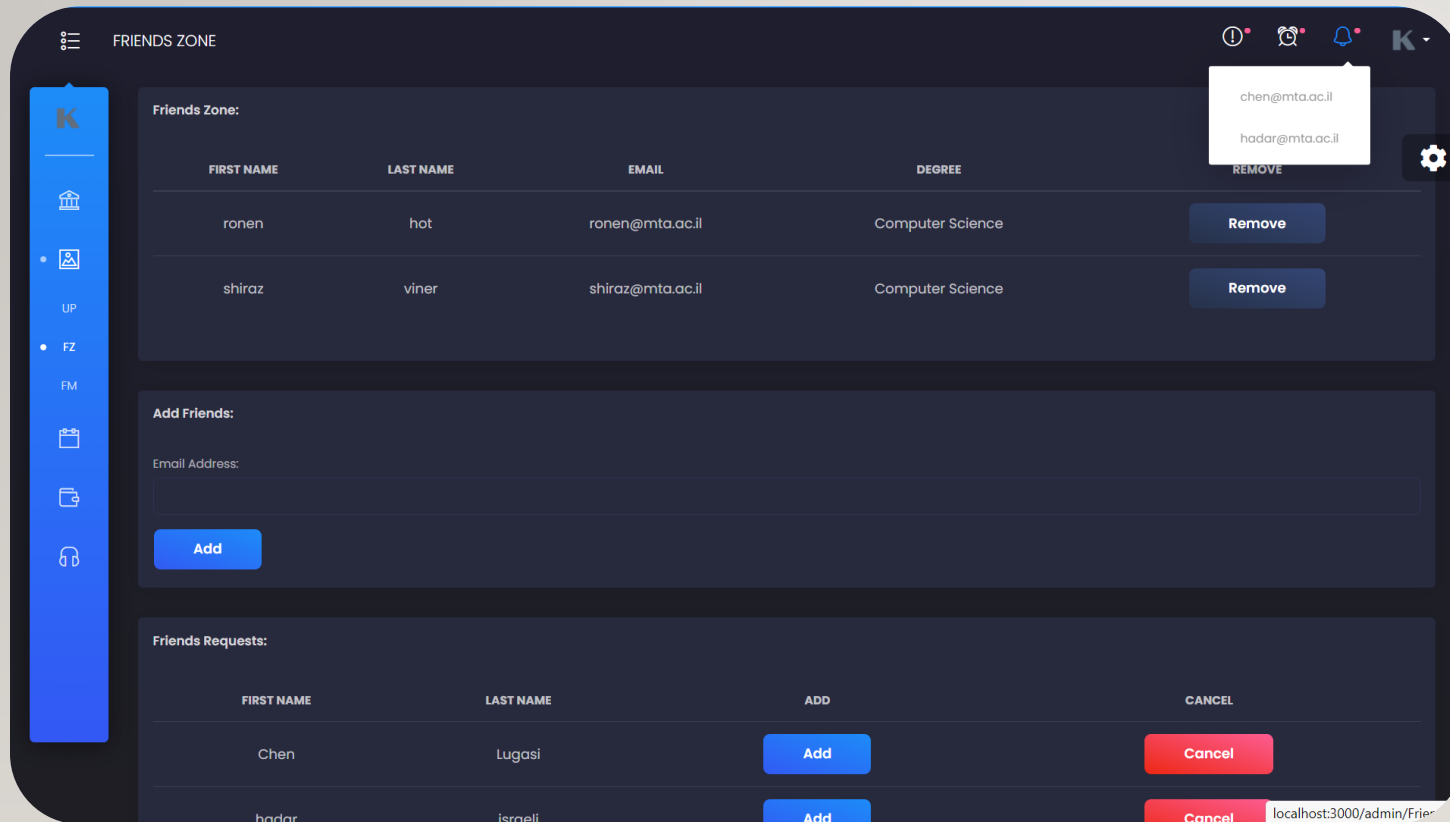 FRIENDS ZONE
K
chen@mta.ac.il
hadar@mta.ac.il
K
UP
FZ
FM
Friends Zone:
FIRST NAME LAST NAME EMAIL DEGREE REMOVE
ronen hot ronen@mta.ac.il Computer Science Remove
shiraz viner shiraz@mta.ac.il Computer Science Remove
Add Friends:
Email Address:
Add
Friends Requests:
FIRST NAME LAST NAME ADD CANCEL
Chen Lugasi Add Cancel
hadar israeli Add Cancel
localhost:3000/admin/Frien